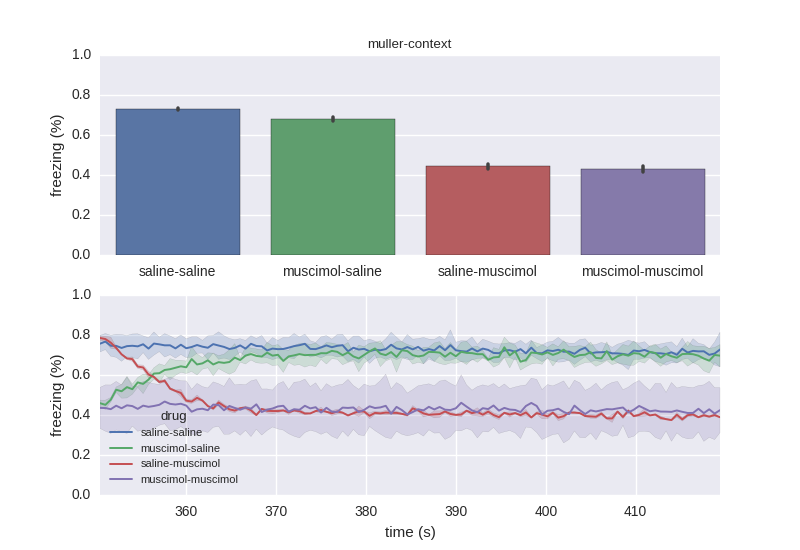 muller-context
1.0
0.8
0.6
0.4
0.2
0.0
freezing (%)
saline-saline muscimol-saline saline-muscimol muscimol-muscimol
1.0
0.8
0.6
0.4
0.2
0.0
freezing (%)
drug
saline-saline
muscimol-saline
saline-muscimol
muscimol-muscimol
360 370 380 390 400 410
time (s)